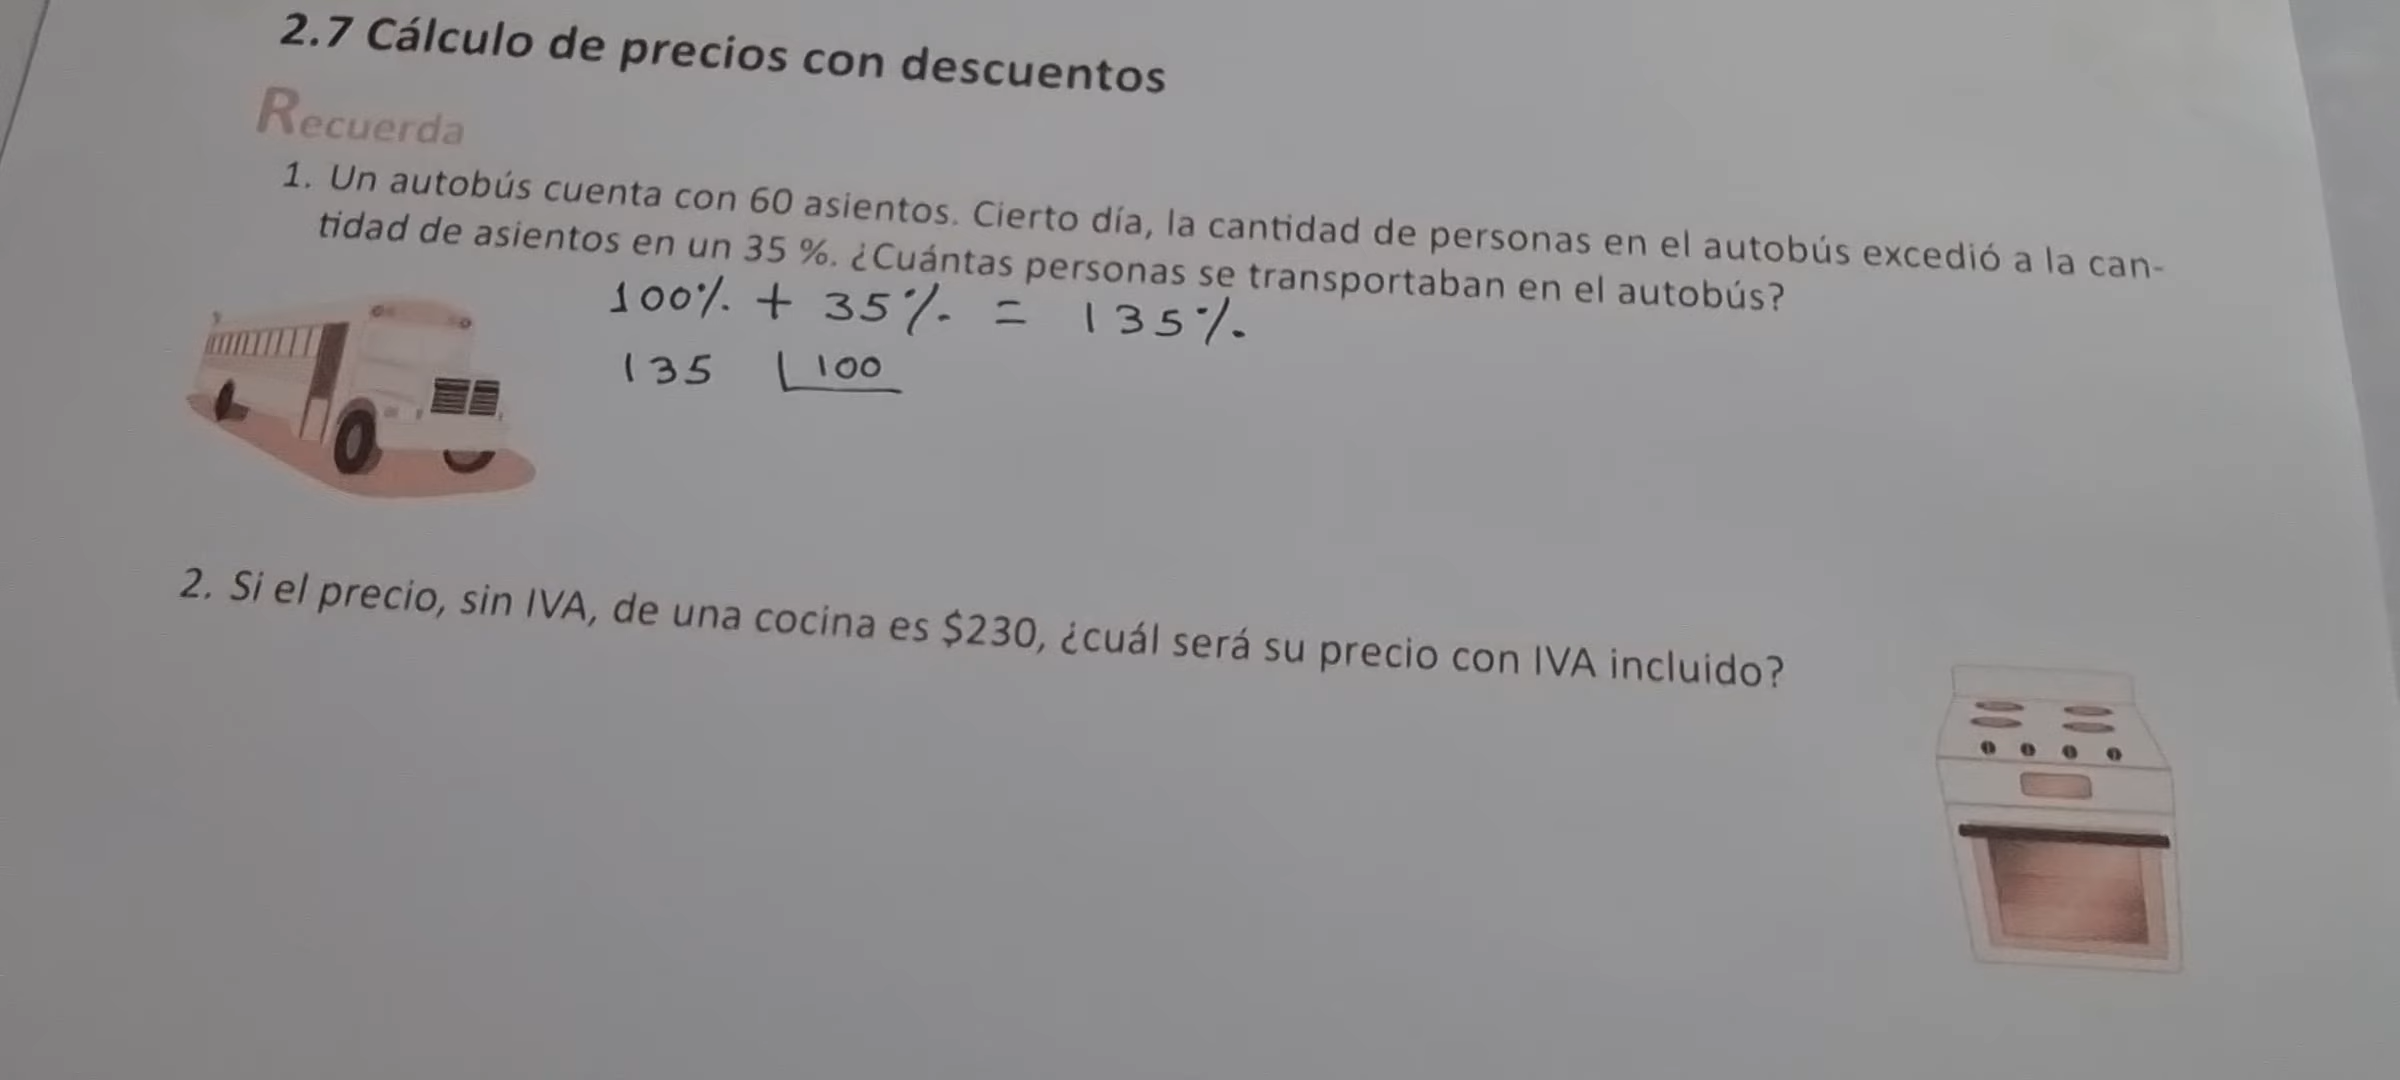 2.7 Cálculo de precios con descuentos
Recuerda
1. Un autobús cuenta con 60 asientos. Cierto día, la cantidad de personas en el autobús excedió a la can-
tidad de asientos en un 35 %. ¿Cuántas personas se transportaban en el autobús?
100% + 35% = 135%
135 100
2. Si el precio, sin IVA, de una cocina es $230, ¿cuál será su precio con IVA incluido?